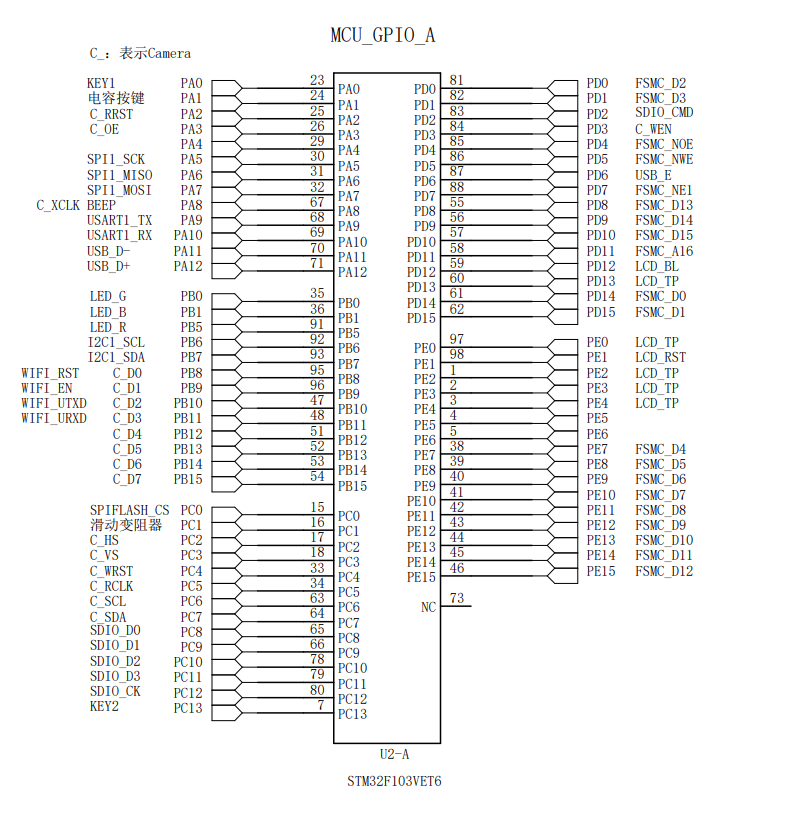 MCU_GPIO_A
C_: 表示Camera
KEY1 PA0 23 PA0
电容按键 PA1 24 PA1
C_RRST PA2 25 PA2
C_OE PA3 26 PA3
PA4 29 PA4
SPI1_SCK PA5 30 PA5
SPI1_MISO PA6 31 PA6
SPI1_MOSI PA7 32 PA7
C_XCLK BEEP PA8 67 PA8
USART1_TX PA9 68 PA9
USART1_RX PA10 69 PA10
USB_D- PA11 70 PA11
USB_D+ PA12 71 PA12
LED_G PB0 35 PB0
LED_B PB1 36 PB1
LED_R PB5 91 PB5
I2C1_SCL PB6 92 PB6
I2C1_SDA PB7 93 PB7
WIFI_RST C_D0 PB8 95 PB8
WIFI_EN C_D1 PB9 96 PB9
WIFI_UTXD C_D2 PB10 47 PB10
WIFI_URXD C_D3 PB11 48 PB11
C_D4 PB12 51 PB12
C_D5 PB13 52 PB13
C_D6 PB14 53 PB14
C_D7 PB15 54 PB15
SPIFLASH_CS PC0 15 PC0
滑动变阻器 PC1 16 PC1
C_HS PC2 17 PC2
C_VS PC3 18 PC3
C_WRST PC4 33 PC4
C_RCLK PC5 34 PC5
C_SCL PC6 63 PC6
C_SDA PC7 64 PC7
SDIO_D0 PC8 65 PC8
SDIO_D1 PC9 66 PC9
SDIO_D2 PC10 78 PC10
SDIO_D3 PC11 79 PC11
SDIO_CK PC12 80 PC12
KEY2 PC13 7 PC13
PD0 81 PD0 FSMC_D2
PD1 82 PD1 FSMC_D3
PD2 83 PD2 SDIO_CMD
PD3 84 PD3 C_WEN
PD4 85 PD4 FSMC_NOE
PD5 86 PD5 FSMC_NWE
PD6 87 PD6 USB_E
PD7 88 PD7 FSMC_NE1
PD8 55 PD8 FSMC_D13
PD9 56 PD9 FSMC_D14
PD10 57 PD10 FSMC_D15
PD11 58 PD11 FSMC_A16
PD12 59 PD12 LCD_BL
PD13 60 PD13 LCD_TP
PD14 61 PD14 FSMC_D0
PD15 62 PD15 FSMC_D1
PE0 97 PE0 LCD_TP
PE1 98 PE1 LCD_RST
PE2 1 PE2 LCD_TP
PE3 2 PE3 LCD_TP
PE4 3 PE4 LCD_TP
PE5 4 PE5
PE6 5 PE6
PE7 38 PE7 FSMC_D4
PE8 39 PE8 FSMC_D5
PE9 40 PE9 FSMC_D6
PE10 41 PE10 FSMC_D7
PE11 42 PE11 FSMC_D8
PE12 43 PE12 FSMC_D9
PE13 44 PE13 FSMC_D10
PE14 45 PE14 FSMC_D11
PE15 46 PE15 FSMC_D12
NC 73
U2-A
STM32F103VET6